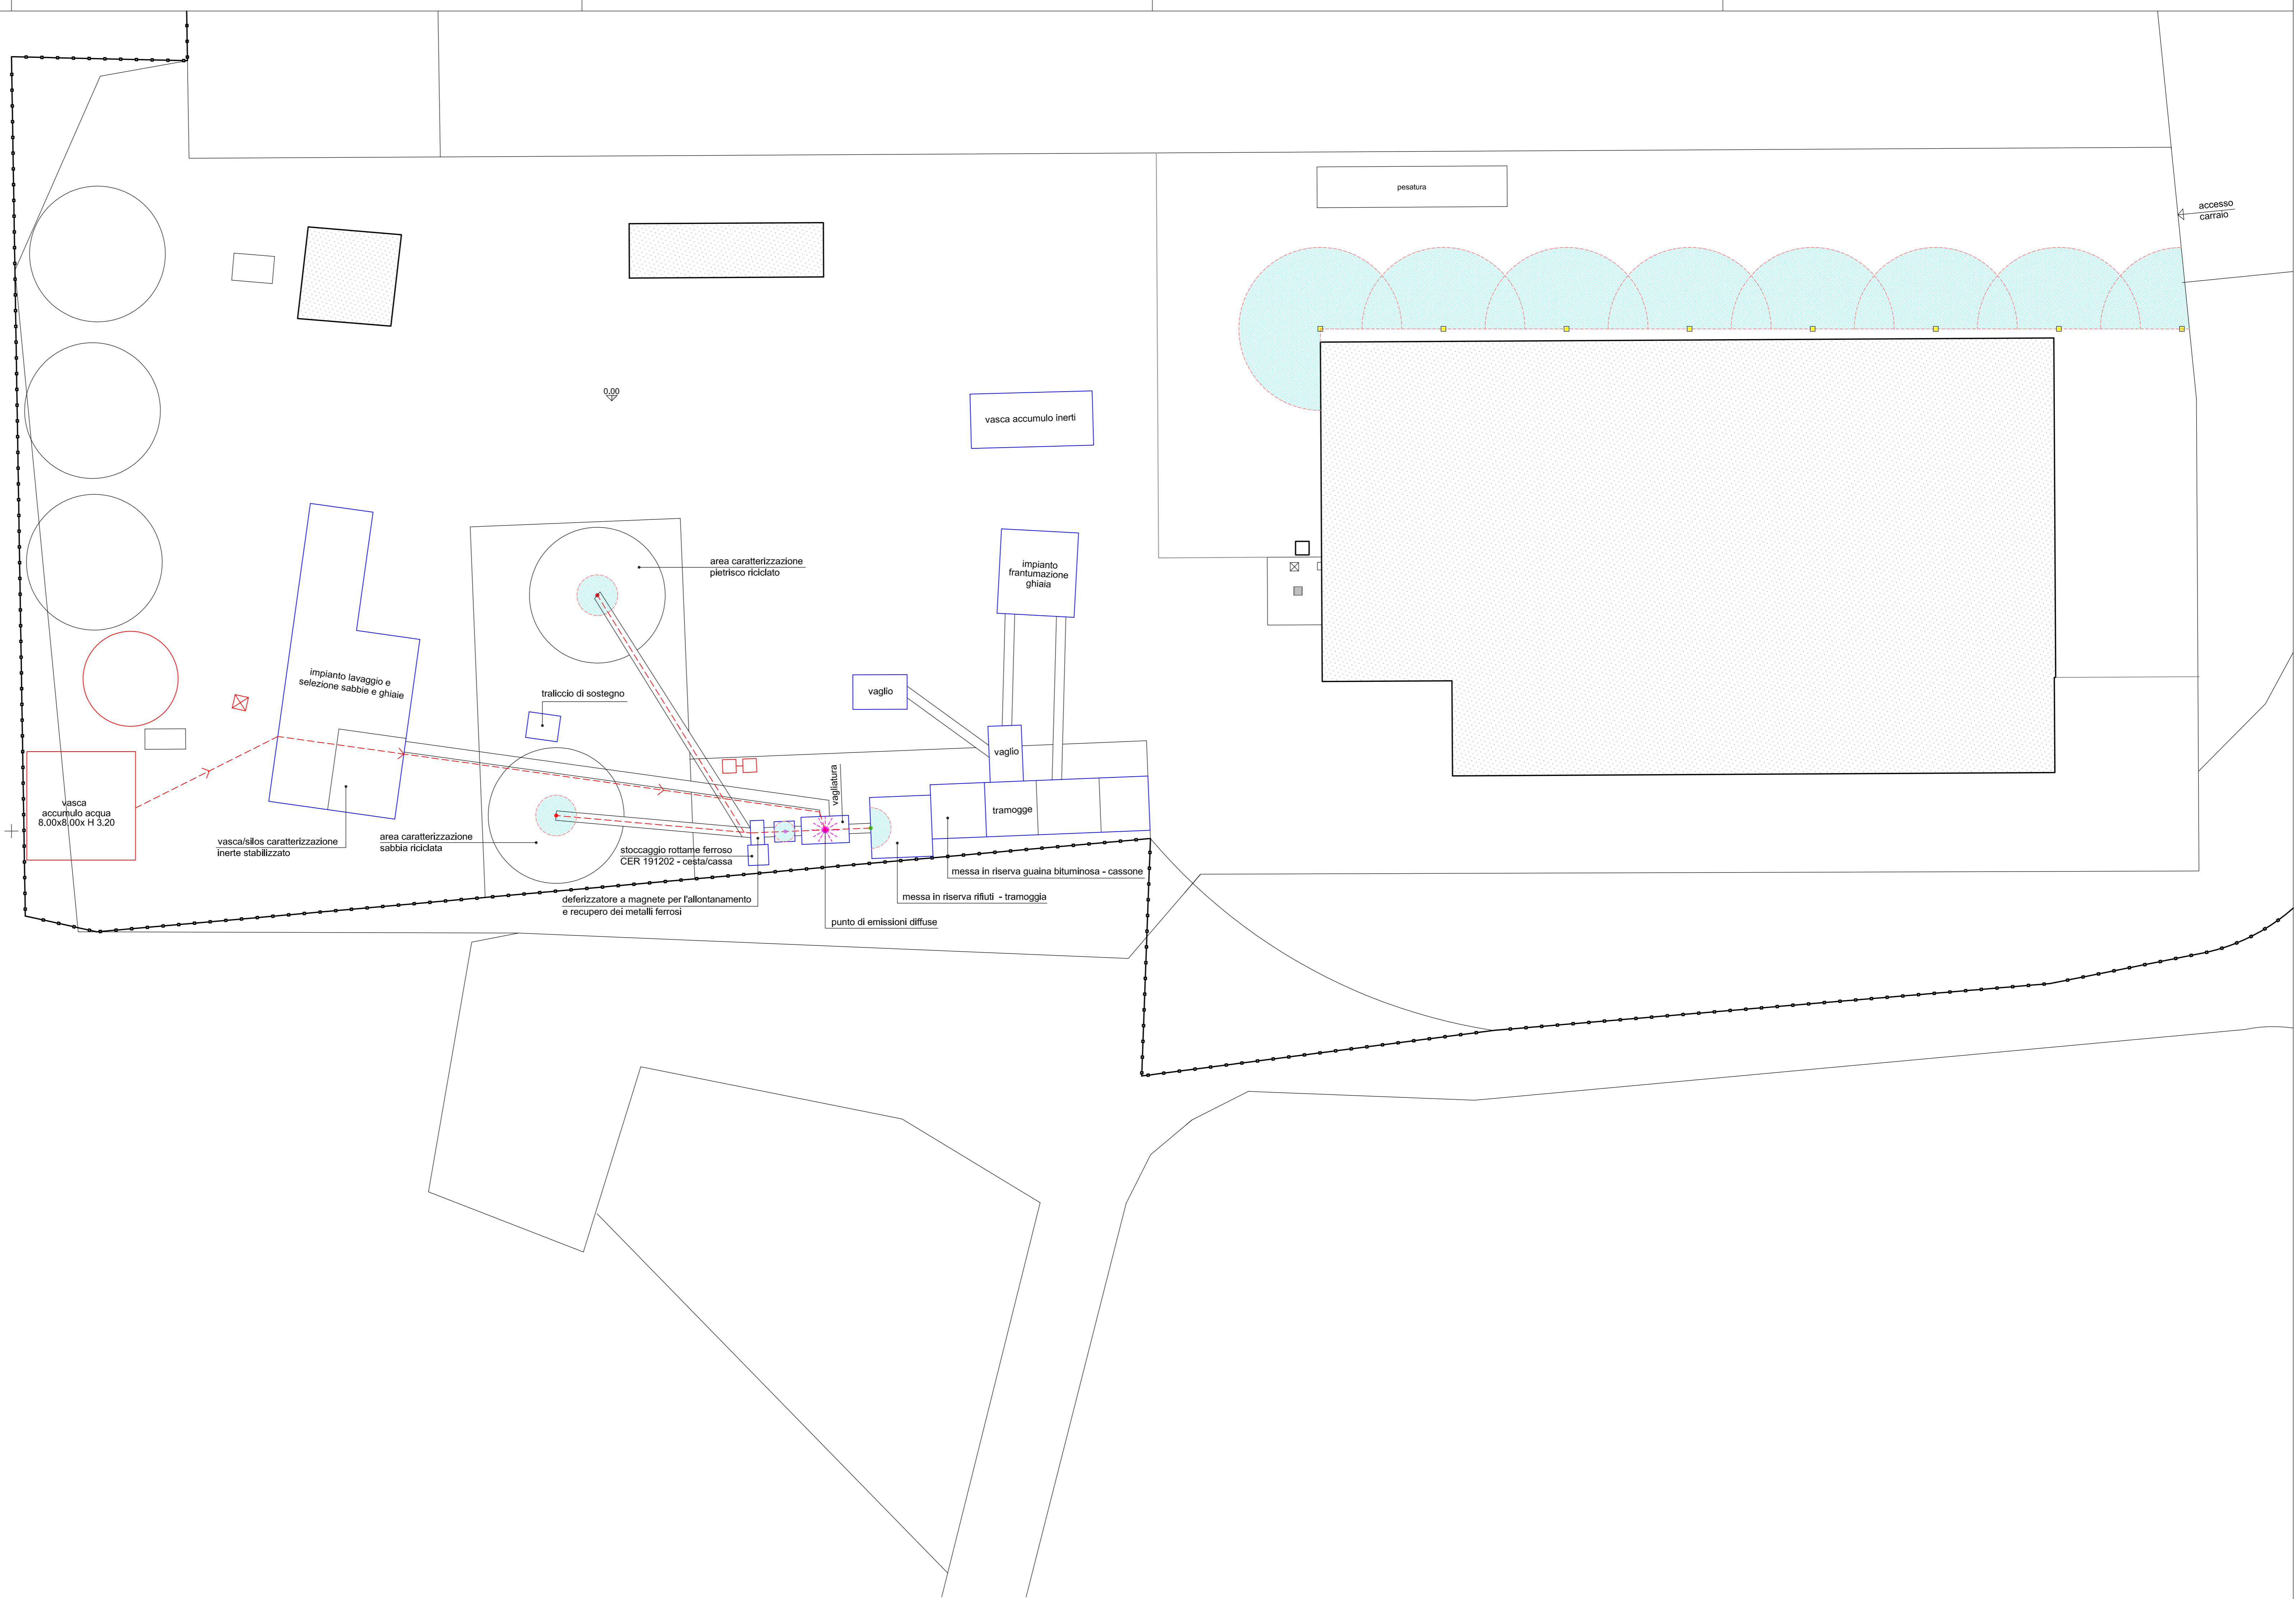 pesatura
accesso
carraio
0.00
vasca accumulo inerti
area caratterizzazione
pietrisco riciclato
impianto
frantumazione
ghiaia
impianto lavaggio e
selezione sabbie e ghiaie
traliccio di sostegno
vaglio
vaglio
vagliatura
tramogge
vasca
accumulo acqua
8.00x8.00x H 3.20
vasca/silos caratterizzazione
inerte stabilizzato
area caratterizzazione
sabbia riciclata
stoccaggio rottame ferroso
CER 191202 - cesta/cassa
messa in riserva guaina bituminosa - cassone
deferizzatore a magnete per l'allontanamento
e recupero dei metalli ferrosi
messa in riserva rifiuti - tramoggia
punto di emissioni diffuse